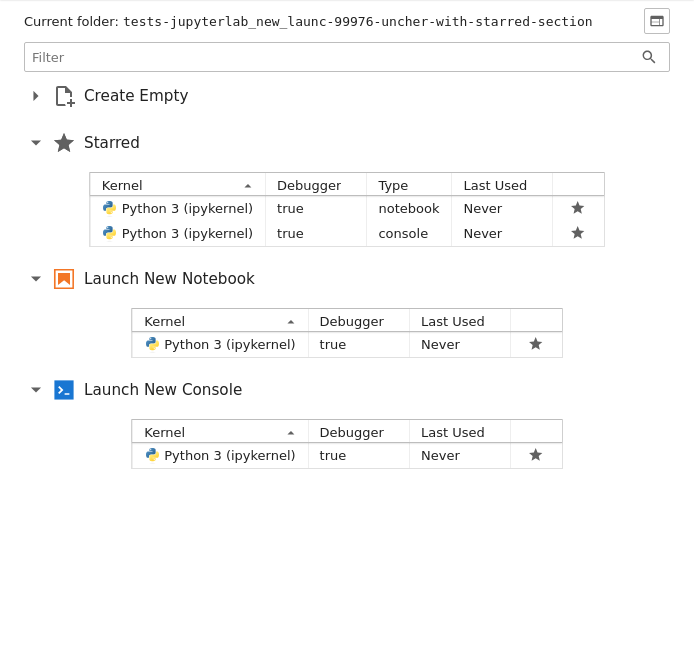 Current folder: tests-jupyterlab_new_launc-99976-uncher-with-starred-section
Filter
Create Empty
Starred
Kernel Debugger Type Last Used
Python 3 (ipykernel) true notebook Never
Python 3 (ipykernel) true console Never
Launch New Notebook
Kernel Debugger Last Used
Python 3 (ipykernel) true Never
Launch New Console
Kernel Debugger Last Used
Python 3 (ipykernel) true Never